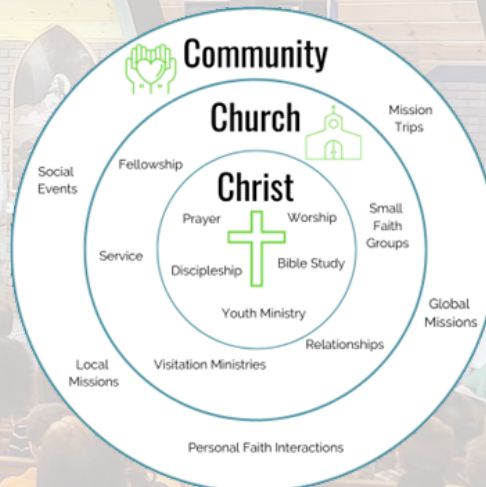 Community
Church
Mission
Trips
Fellowship
Social
Events
Christ
Prayer
Worship
Small
Faith
Groups
Service
Discipleship
Bible Study
Youth Ministry
Global
Missions
Relationships
Visitation Ministries
Local
Missions
Personal Faith Interactions